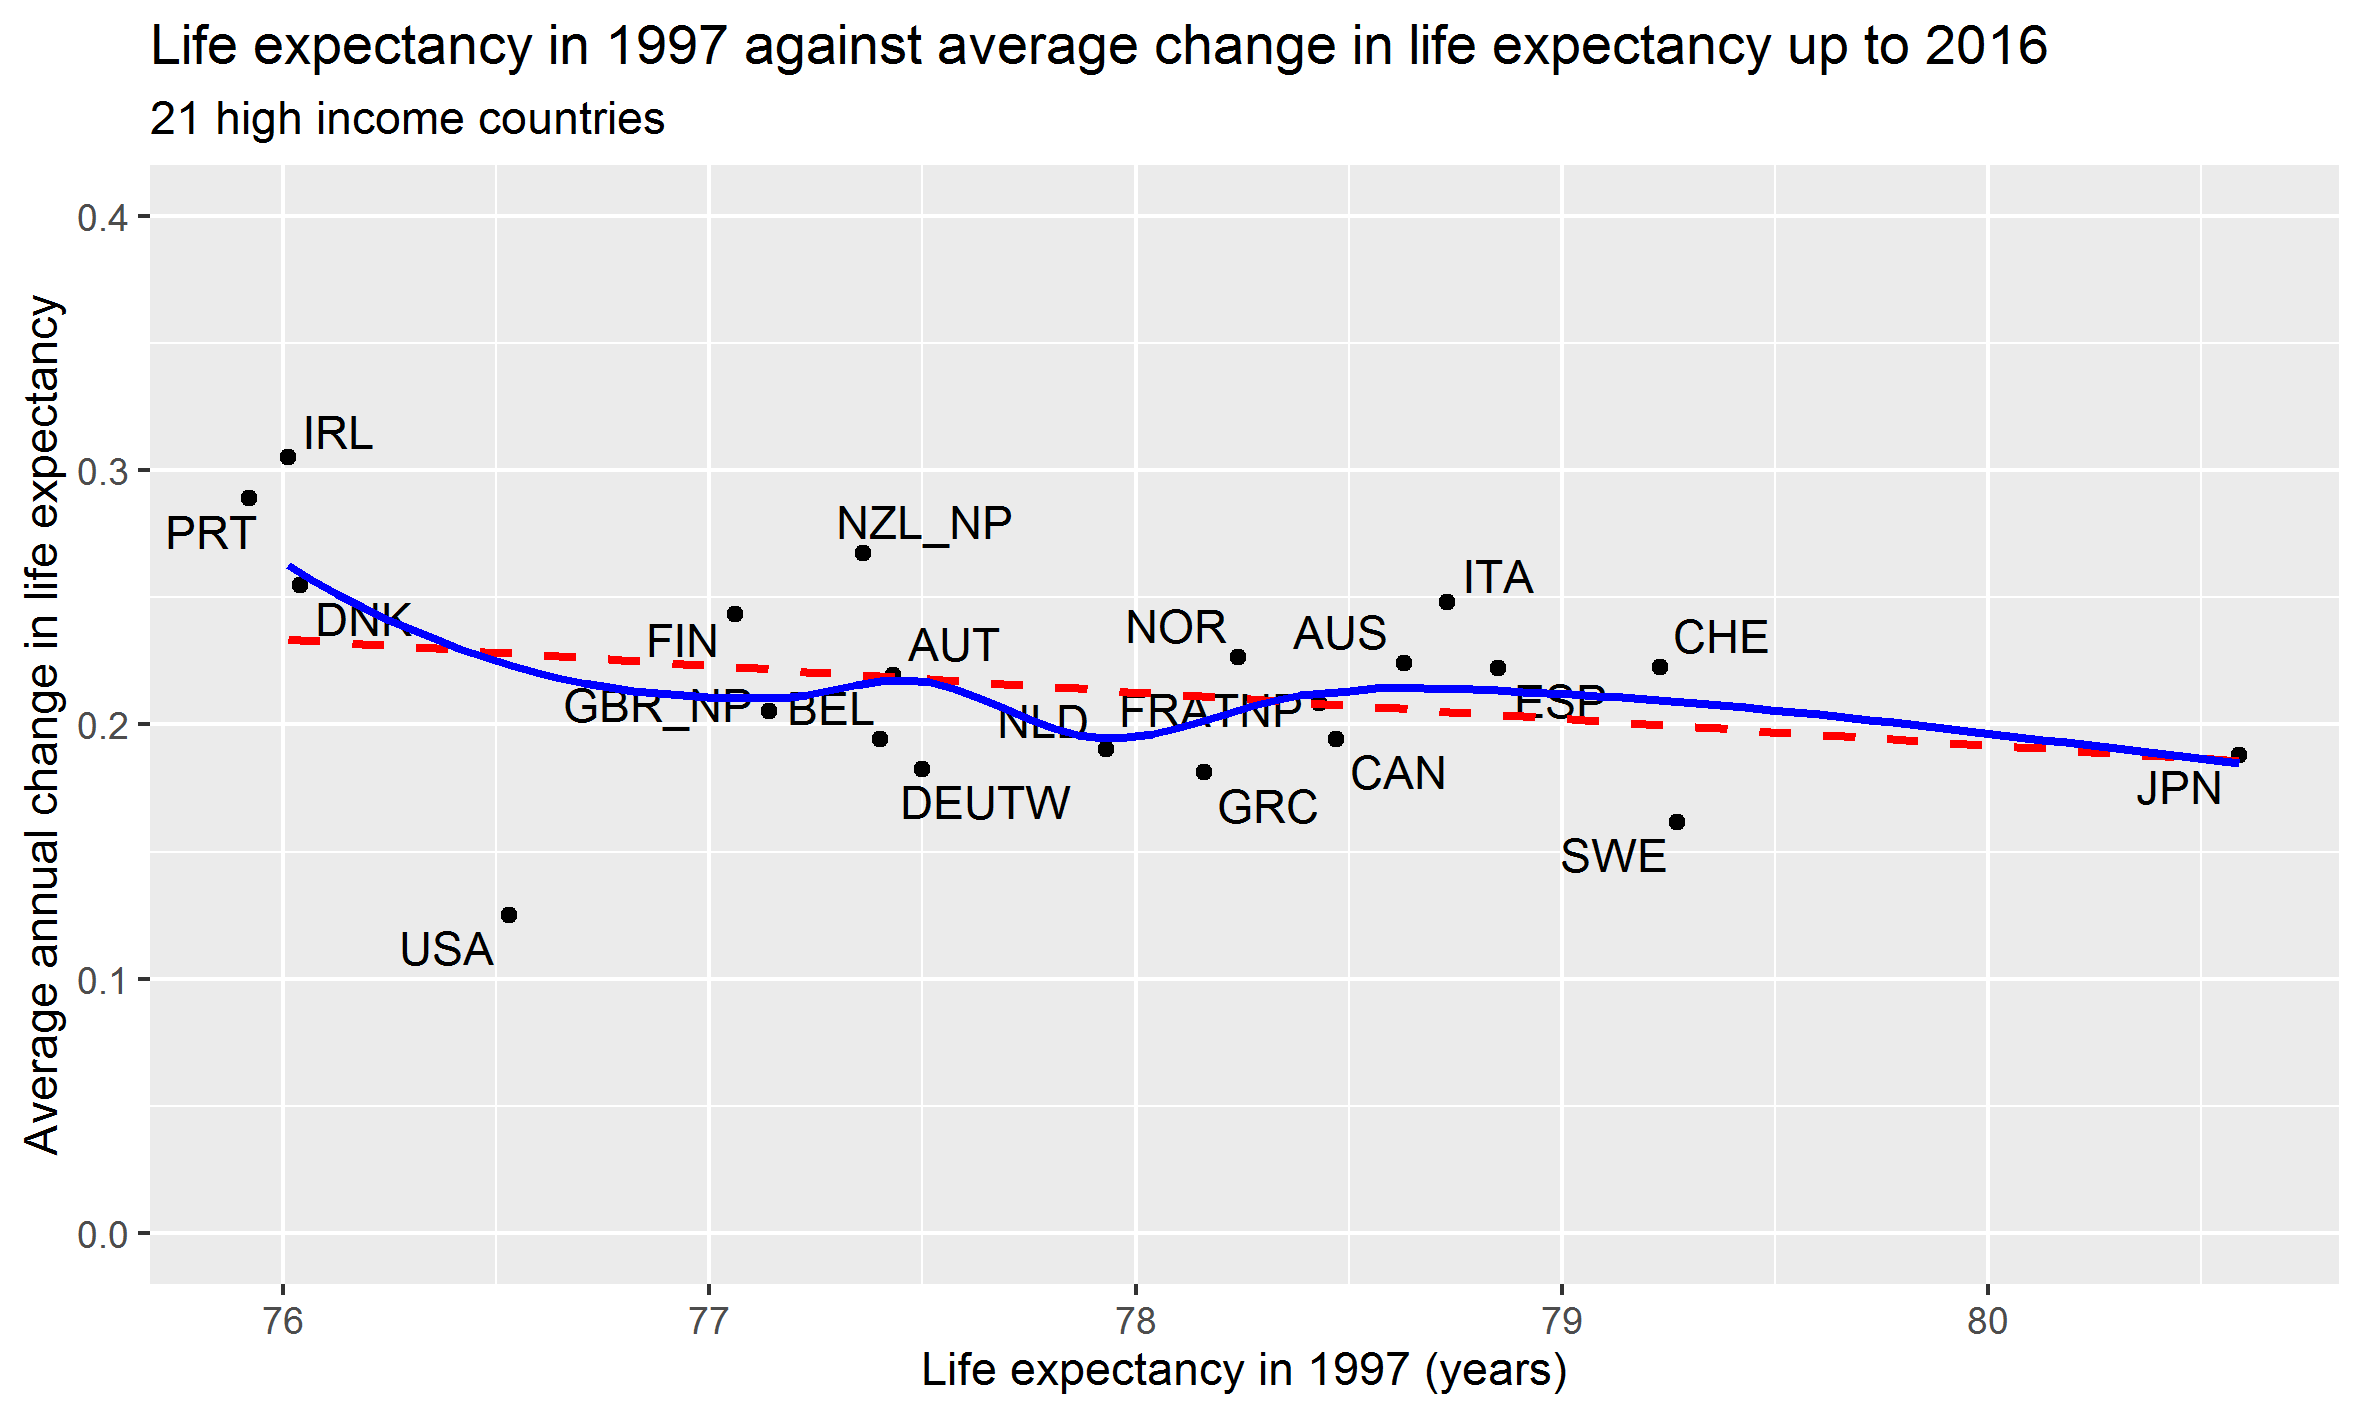 Life expectancy in 1997 against average change in life expectancy up to 2016
21 high income countries
Average annual change in life expectancy
0.4
0.3
0.2
0.1
0.0
IRL
PRT
NZL_NP
ITA
DNK
FIN
AUT
NOR
AUS
CHE
GBR_NP
BEL
NLD
FRATNP
ESP
DEUTW
GRC
CAN
JPN
SWE
USA
76 77 78 79 80
Life expectancy in 1997 (years)